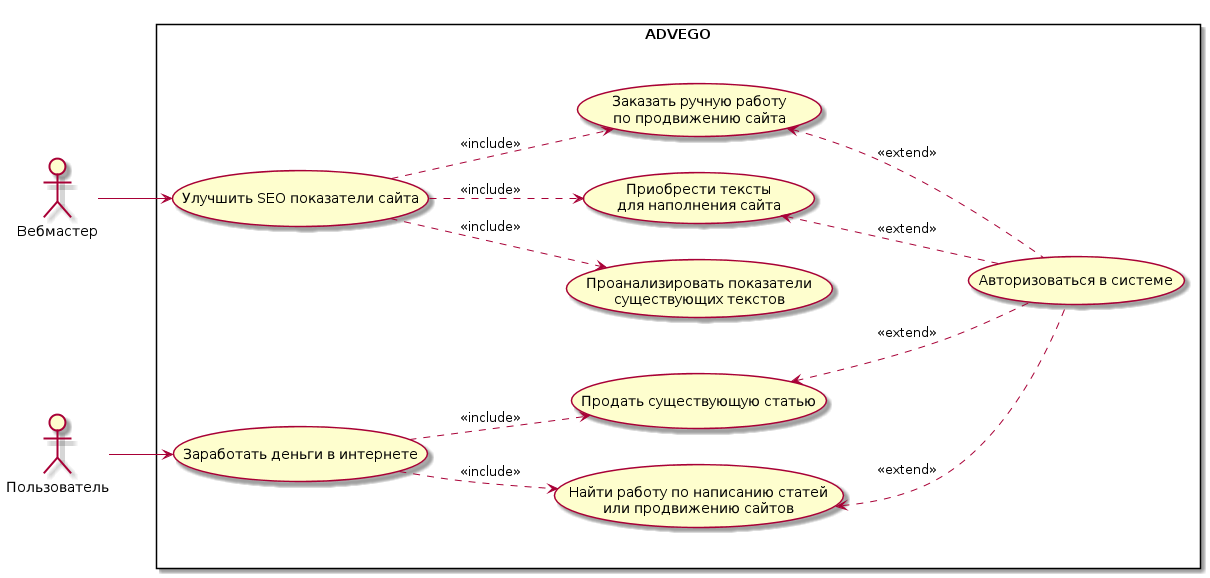 ADVEGO
Заказать ручную работу
по продвижению сайта
«include»
«extend»
Вебмастер
Улучшить SEO показатели сайта
«include»
Приобрести тексты
для наполнения сайта
«extend»
«include»
Проанализировать показатели
существующих текстов
Авторизоваться в системе
«extend»
Пользователь
Заработать деньги в интернете
«include»
Продать существующую статью
«include»
Найти работу по написанию статей
или продвижению сайтов
«extend»